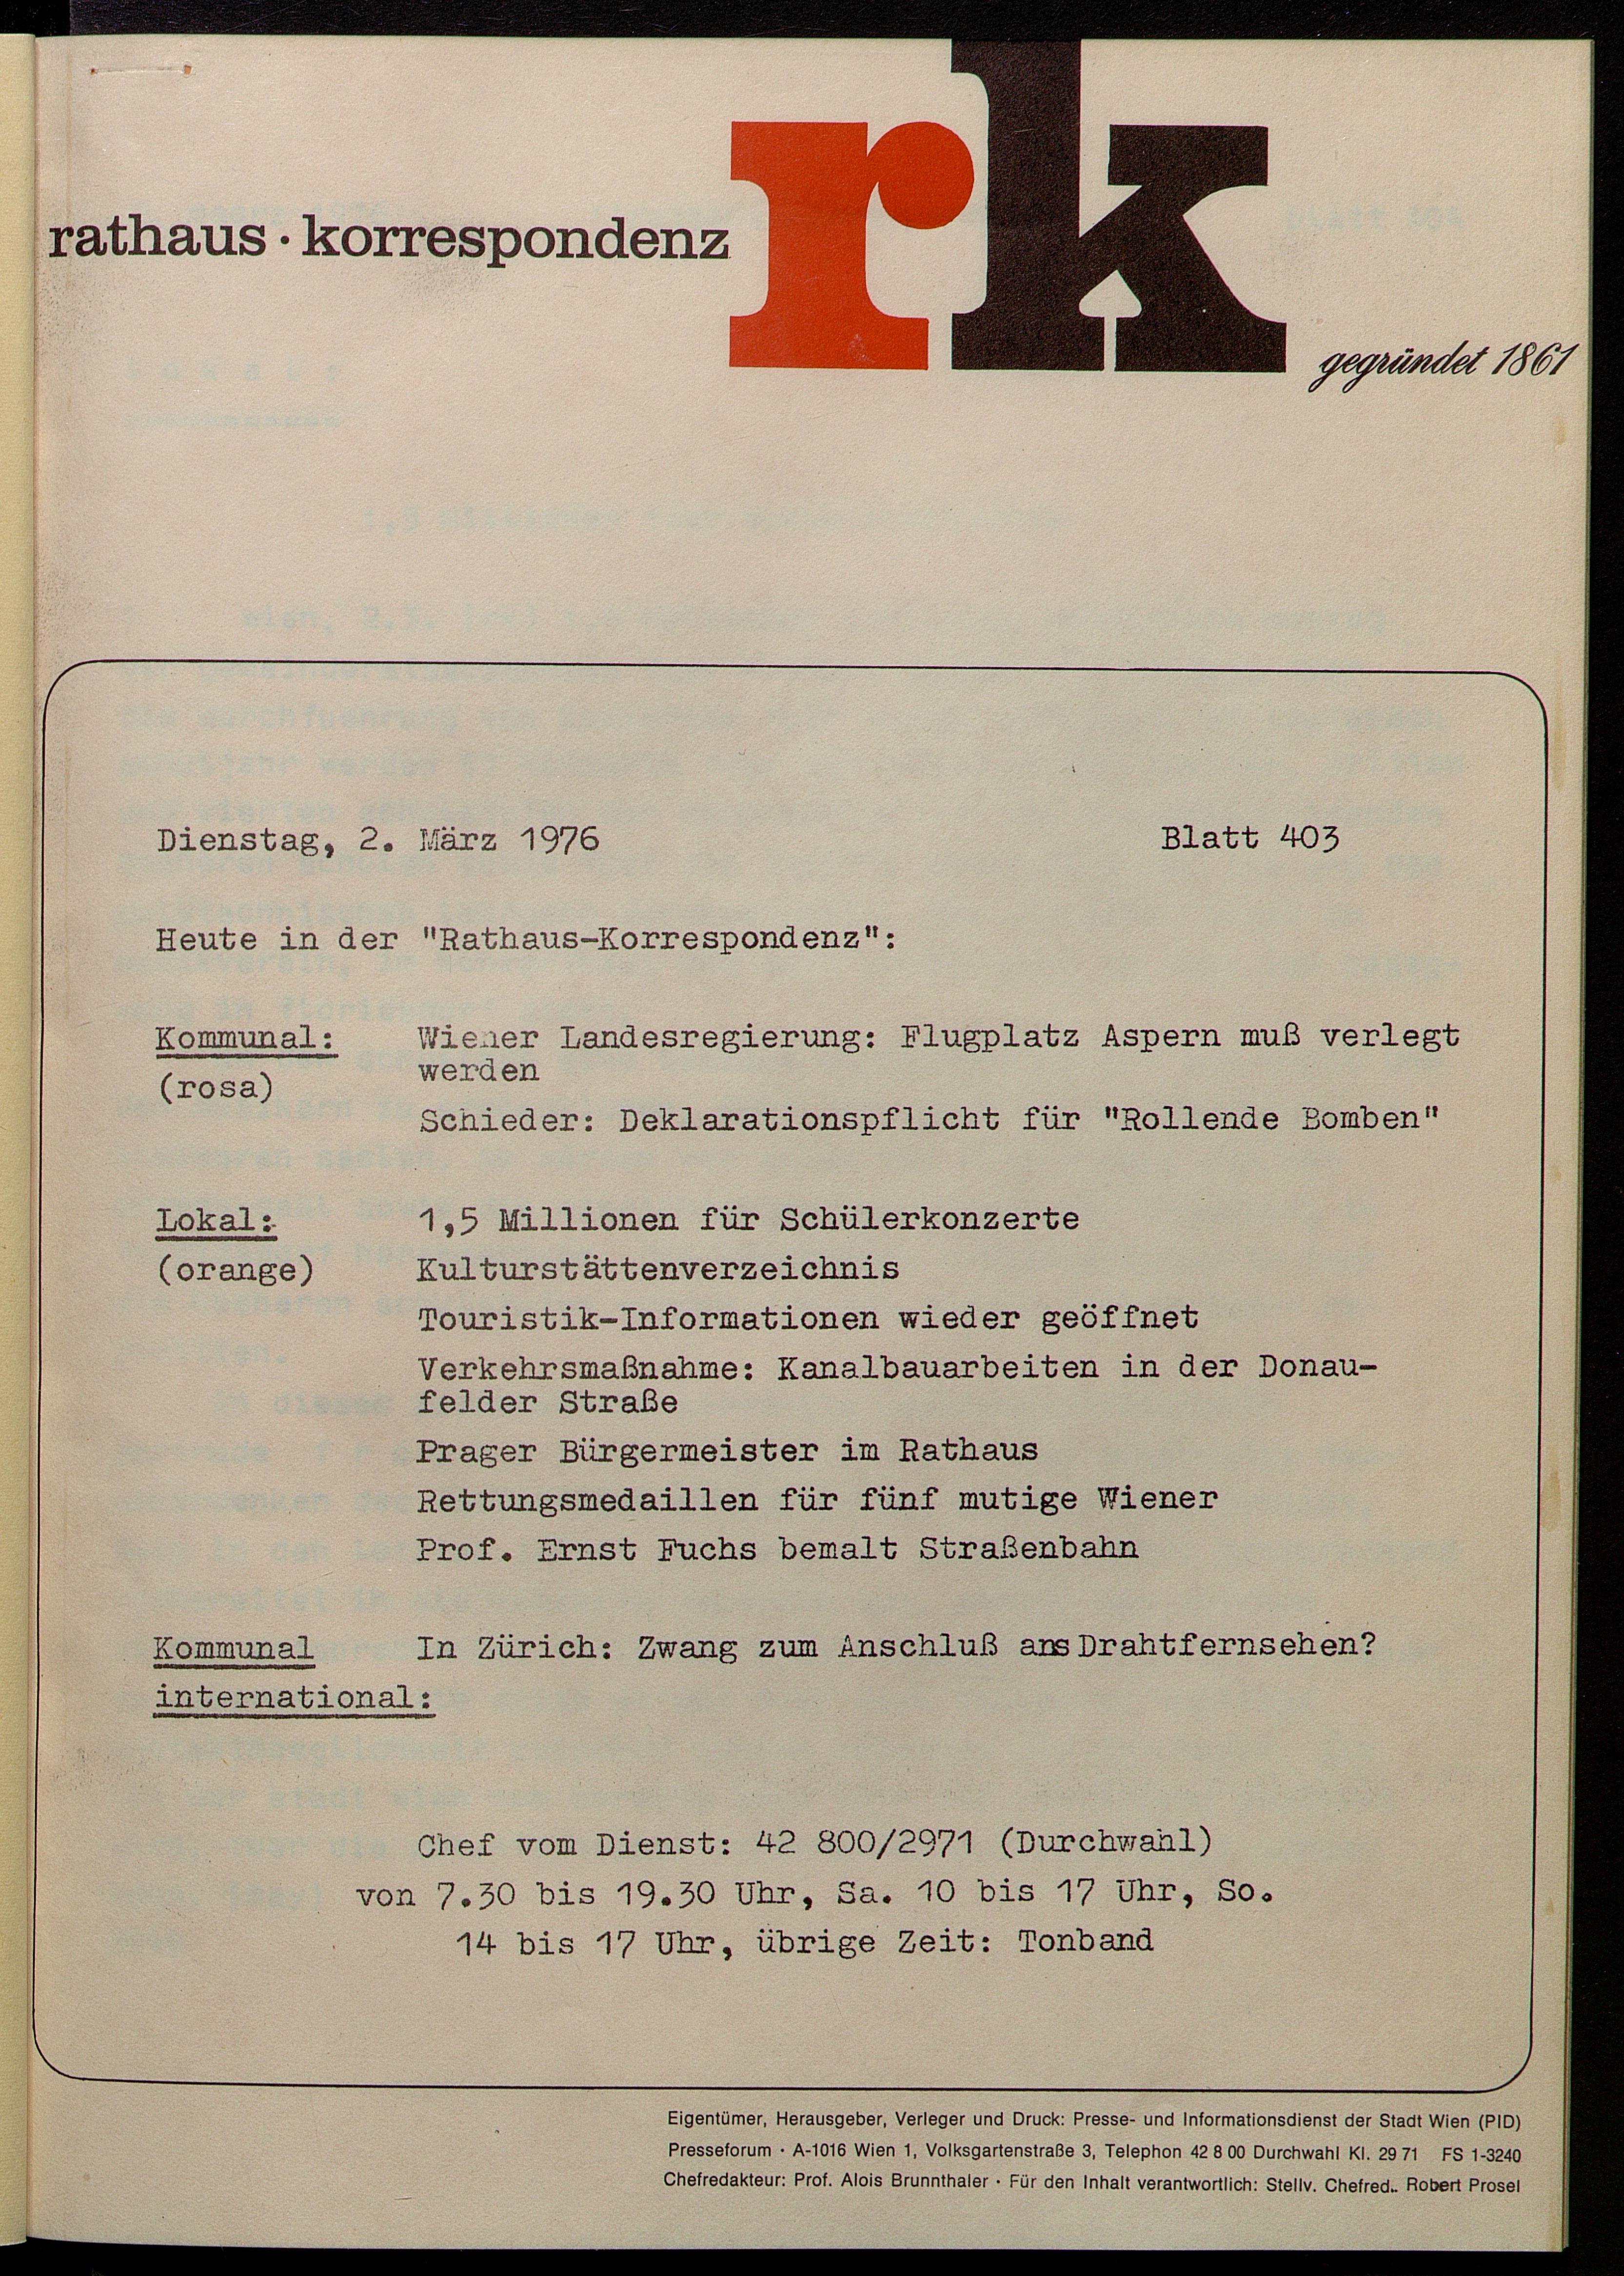 rathaus · korrespondenz rk
gegründet 1861
Dienstag, 2. März 1976 Blatt 403
Heute in der "Rathaus-Korrespondenz":
Kommunal: Wiener Landesregierung: Flugplatz Aspern muß verlegt
werden
(rosa)
Schieder: Deklarationspflicht für "Rollende Bomben"
Lokal: 1,5 Millionen für Schülerkonzerte
(orange) Kulturstättenverzeichnis
Touristik-Informationen wieder geöffnet
Verkehrsmaßnahme: Kanalbauarbeiten in der Donau-
felder Straße
Prager Bürgermeister im Rathaus
Rettungsmedaillen für fünf mutige Wiener
Prof. Ernst Fuchs bemalt Straßenbahn
Kommunal In Zürich: Zwang zum Anschluß ans Drahtfernsehen?
international:
Chef vom Dienst: 42 800/2971 (Durchwahl)
von 7.30 bis 19.30 Uhr, Sa. 10 bis 17 Uhr, So.
14 bis 17 Uhr, übrige Zeit: Tonband
Eigentümer, Herausgeber, Verleger und Druck: Presse- und Informationsdienst der Stadt Wien (PID)
Presseforum · A-1016 Wien 1, Volksgartenstraße 3, Telephon 42 8 00 Durchwahl Kl. 29 71 FS 1-3240
Chefredakteur: Prof. Alois Brunnthaler · Für den Inhalt verantwortlich: Stellv. Chefred.. Robert Prosel